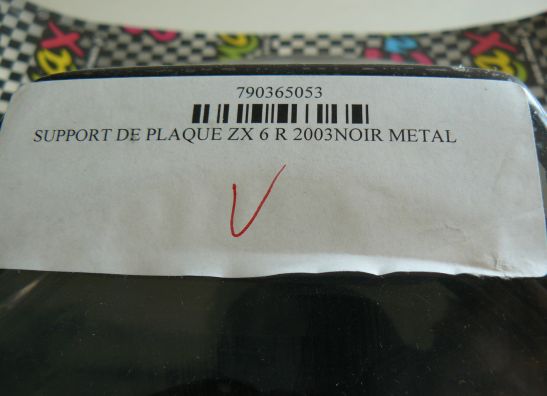 790365053
SUPPORT DE PLAQUE ZX 6 R 2003NOIR METAL
V